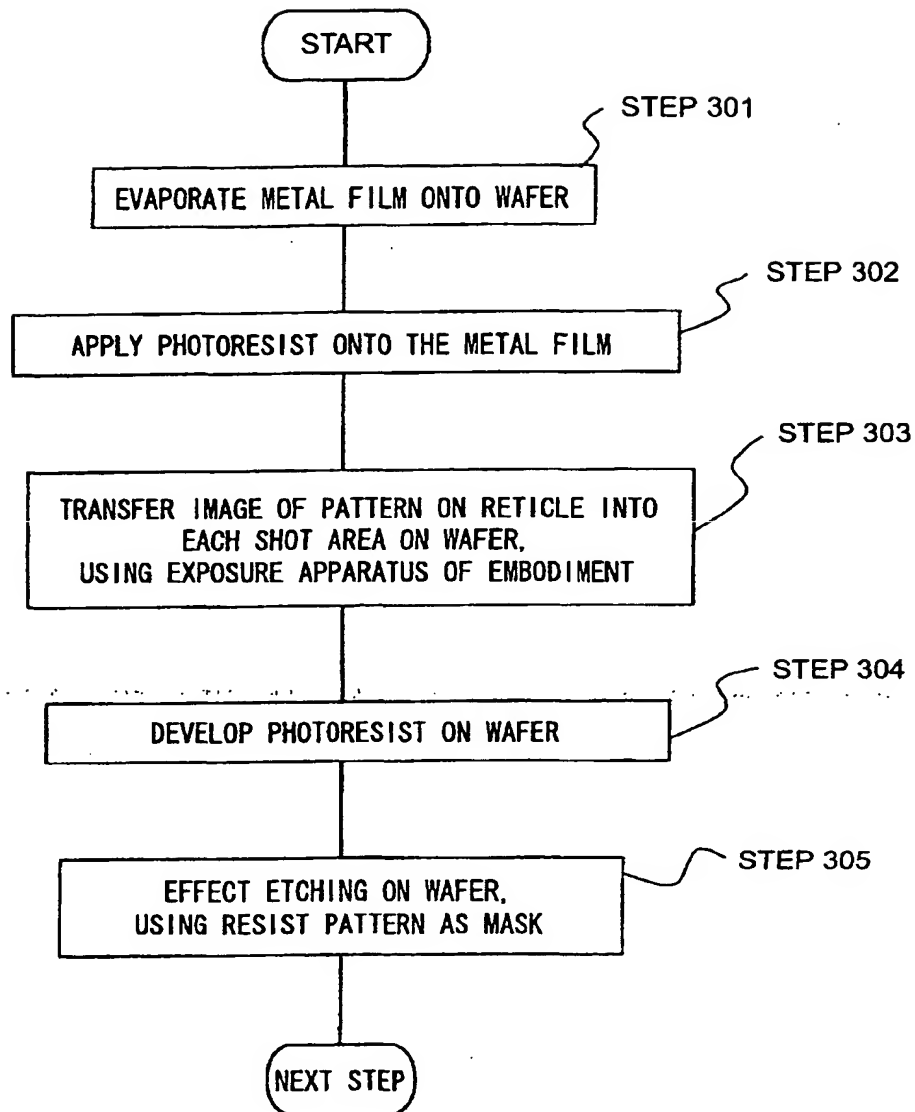 START
STEP 301
EVAPORATE METAL FILM ONTO WAFER
STEP 302
APPLY PHOTORESIST ONTO THE METAL FILM
STEP 303
TRANSFER IMAGE OF PATTERN ON RETICLE INTO
EACH SHOT AREA ON WAFER,
USING EXPOSURE APPARATUS OF EMBODIMENT
STEP 304
DEVELOP PHOTORESIST ON WAFER
STEP 305
EFFECT ETCHING ON WAFER,
USING RESIST PATTERN AS MASK
NEXT STEP